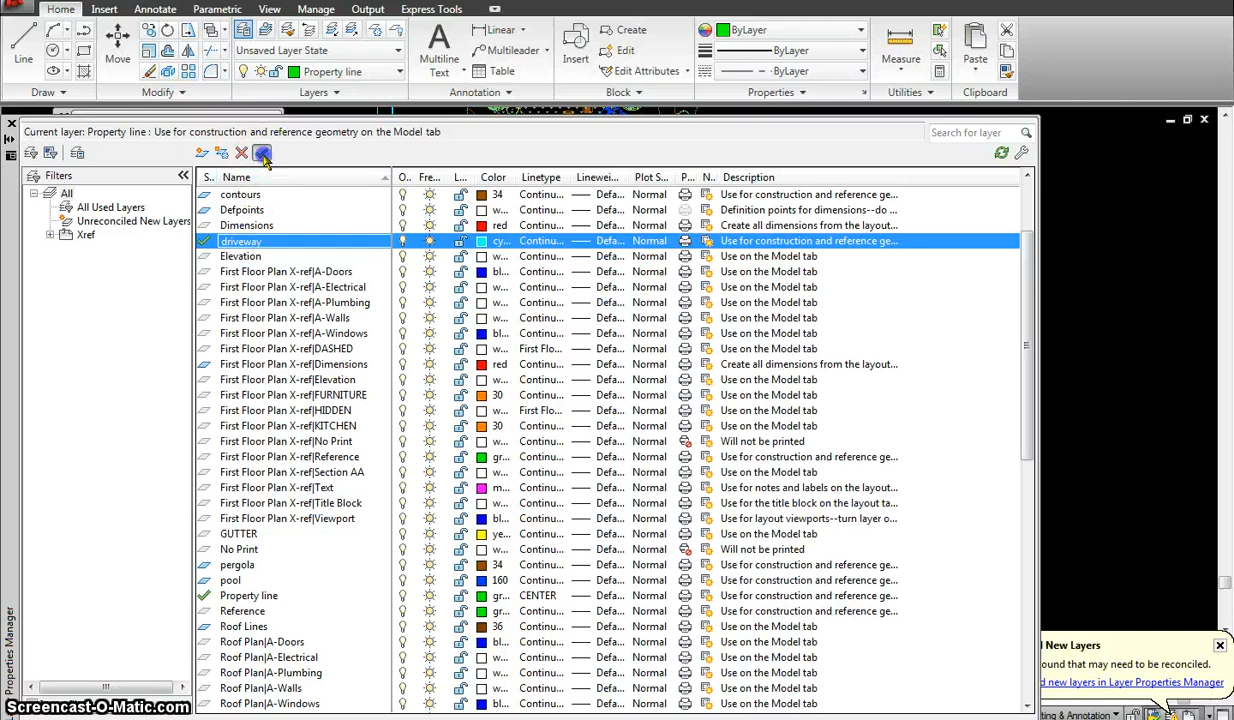 Home Insert Annotate Parametric View Manage Output Express Tools
Line
Move
Unsaved Layer State
Property line
Multiline Text
Linear
Multileader
Table
Insert
Create
Edit
Edit Attributes
ByLayer
ByLayer
ByLayer
Measure
Paste
Draw Modify Layers Annotation Block Properties Utilities Clipboard
Current layer: Property line : Use for construction and reference geometry on the Model tab
Search for layer
Filters
All
All Used Layers
Unreconciled New Layers
Xref
S.. Name O.. Fre... L... Color Linetype Linewei... Plot S... P... N.. Description
contours 34 Continu... Defa... Normal Use for construction and reference ge...
Defpoints w... Continu... Defa... Normal Definition points for dimensions--do ...
Dimensions red Continu... Defa... Normal Create all dimensions from the layout...
driveway cy... Continu... Defa... Normal Use for construction and reference ge...
Elevation w... Continu... Defa... Normal Use on the Model tab
First Floor Plan X-ref|A-Doors bl... Continu... Defa... Normal Use on the Model tab
First Floor Plan X-ref|A-Electrical w... Continu... Defa... Normal Use on the Model tab
First Floor Plan X-ref|A-Plumbing w... Continu... Defa... Normal Use on the Model tab
First Floor Plan X-ref|A-Walls w... Continu... Defa... Normal Use on the Model tab
First Floor Plan X-ref|A-Windows bl... Continu... Defa... Normal Use on the Model tab
First Floor Plan X-ref|DASHED w... First Flo... Defa... Normal Use on the Model tab
First Floor Plan X-ref|Dimensions red Continu... Defa... Normal Create all dimensions from the layout...
First Floor Plan X-ref|Elevation w... Continu... Defa... Normal Use on the Model tab
First Floor Plan X-ref|FURNITURE 30 Continu... Defa... Normal Use on the Model tab
First Floor Plan X-ref|HIDDEN w... First Flo... Defa... Normal Use on the Model tab
First Floor Plan X-ref|KITCHEN 30 Continu... Defa... Normal Use on the Model tab
First Floor Plan X-ref|No Print w... Continu... Defa... Normal Will not be printed
First Floor Plan X-ref|Reference gr... Continu... Defa... Normal Use for construction and reference ge...
First Floor Plan X-ref|Section AA w... Continu... Defa... Normal Use on the Model tab
First Floor Plan X-ref|Text m... Continu... Defa... Normal Use for notes and labels on the layout...
First Floor Plan X-ref|Title Block w... Continu... Defa... Normal Use for the title block on the layout ta...
First Floor Plan X-ref|Viewport bl... Continu... Defa... Normal Use for layout viewports--turn layer o...
GUTTER ye... Continu... Defa... Normal Use on the Model tab
No Print w... Continu... Defa... Normal Will not be printed
pergola 34 Continu... Defa... Normal Use for construction and reference ge...
pool 160 Continu... Defa... Normal Use for construction and reference ge...
Property line gr... CENTER Defa... Normal Use for construction and reference ge...
Reference gr... Continu... Defa... Normal Use for construction and reference ge...
Roof Lines 36 Continu... Defa... Normal Use on the Model tab
Roof Plan|A-Doors bl... Continu... Defa... Normal Use on the Model tab
Roof Plan|A-Electrical w... Continu... Defa... Normal Use on the Model tab
Roof Plan|A-Plumbing w... Continu... Defa... Normal Use on the Model tab
Roof Plan|A-Walls w... Continu... Defa... Normal Use on the Model tab
Roof Plan|A-Windows bl... Continu... Defa... Normal Use on the Model tab
Properties Manager
New Layers
ound that may need to be reconciled.
d new layers in Layer Properties Manager
ting & Annotation
Screencast-O-Matic.com